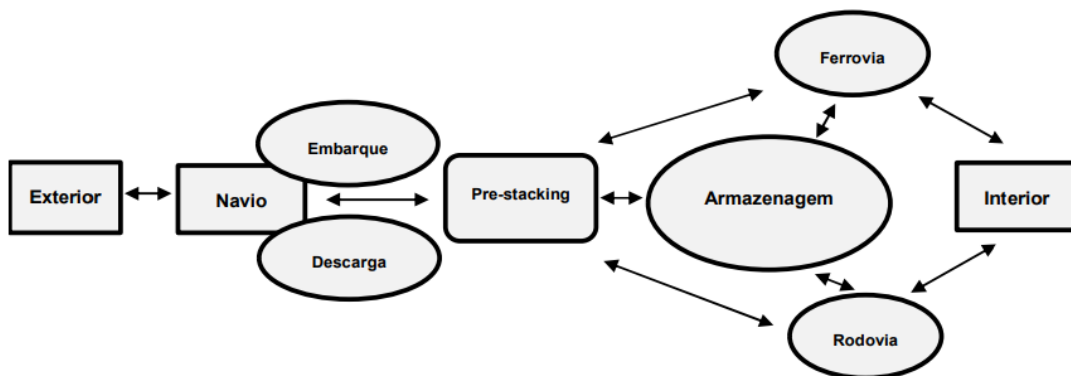 Ferrovia
Embarque
Exterior
Navio
Pre-stacking
Armazenagem
Interior
Descarga
Rodovia